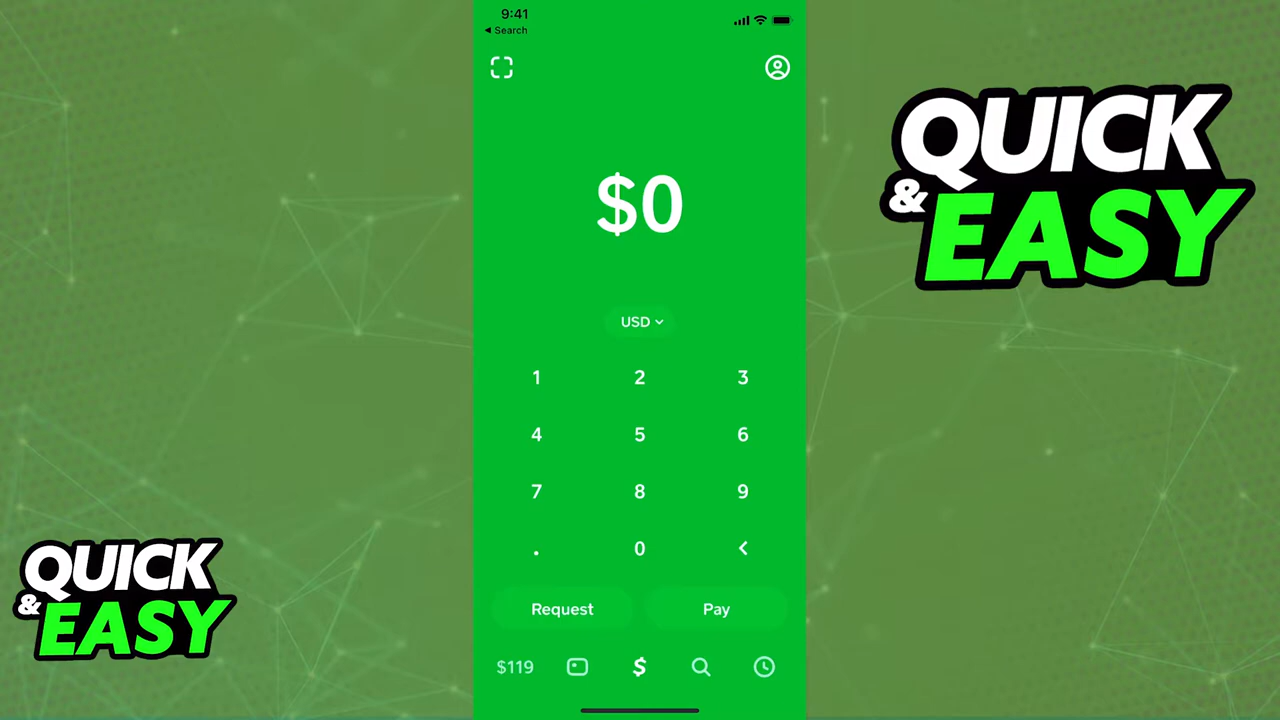 9:41
◀ Search
$0
USD
1 2 3
4 5 6
7 8 9
. 0 <
Request Pay
$119 $
QUICK
& EASY
QUICK
& EASY